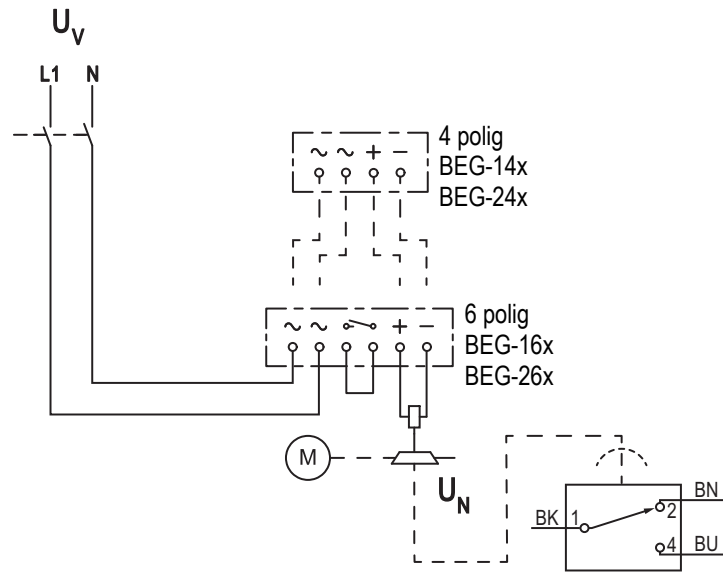 U_V
L1 N
4 polig
BEG-14x
BEG-24x
~ ~ + −
6 polig
BEG-16x
BEG-26x
~ ~ + −
M
U_N
BK 1 2 BN
4 BU